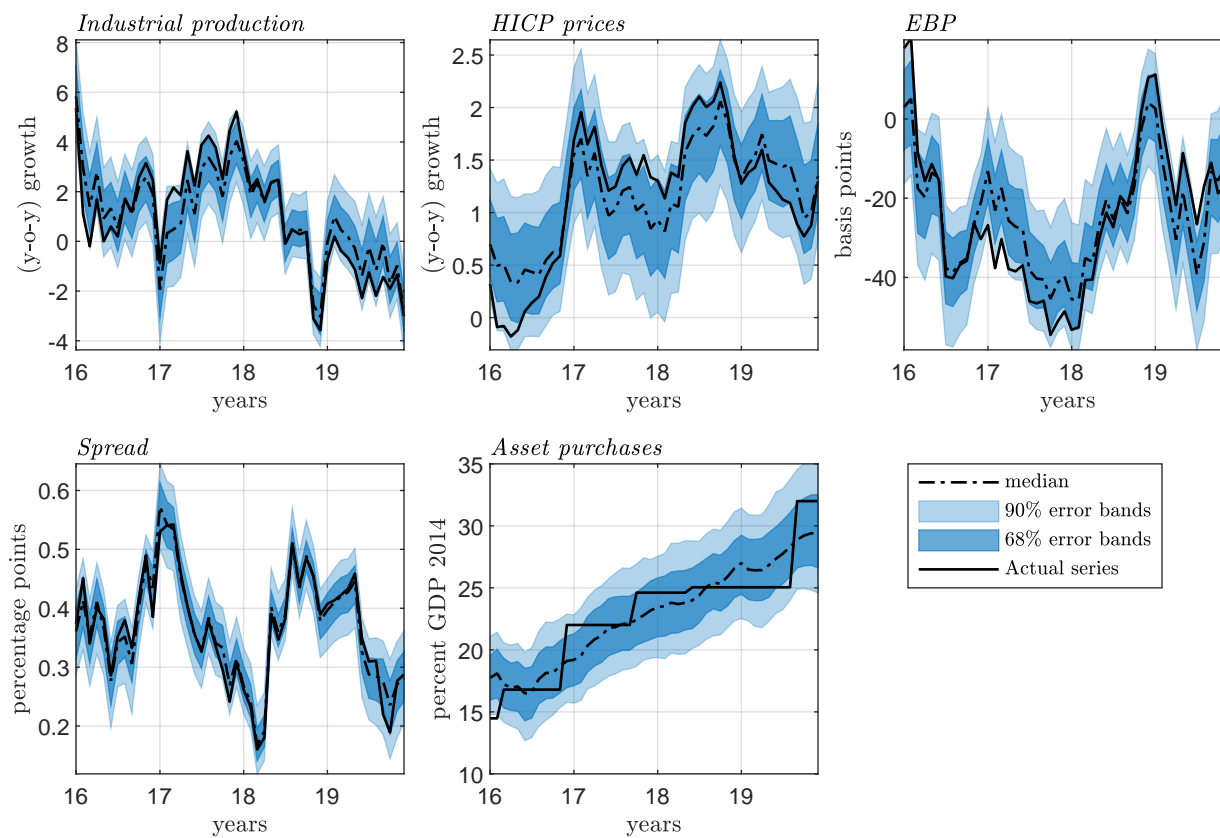 Industrial production
(y-o-y) growth
8
6
4
2
0
-2
-4
16 17 18 19
years
HICP prices
(y-o-y) growth
2.5
2
1.5
1
0.5
0
16 17 18 19
years
EBP
basis points
0
-20
-40
16 17 18 19
years
Spread
percentage points
0.6
0.5
0.4
0.3
0.2
16 17 18 19
years
Asset purchases
percent GDP 2014
35
30
25
20
15
10
16 17 18 19
years
median
90% error bands
68% error bands
Actual series